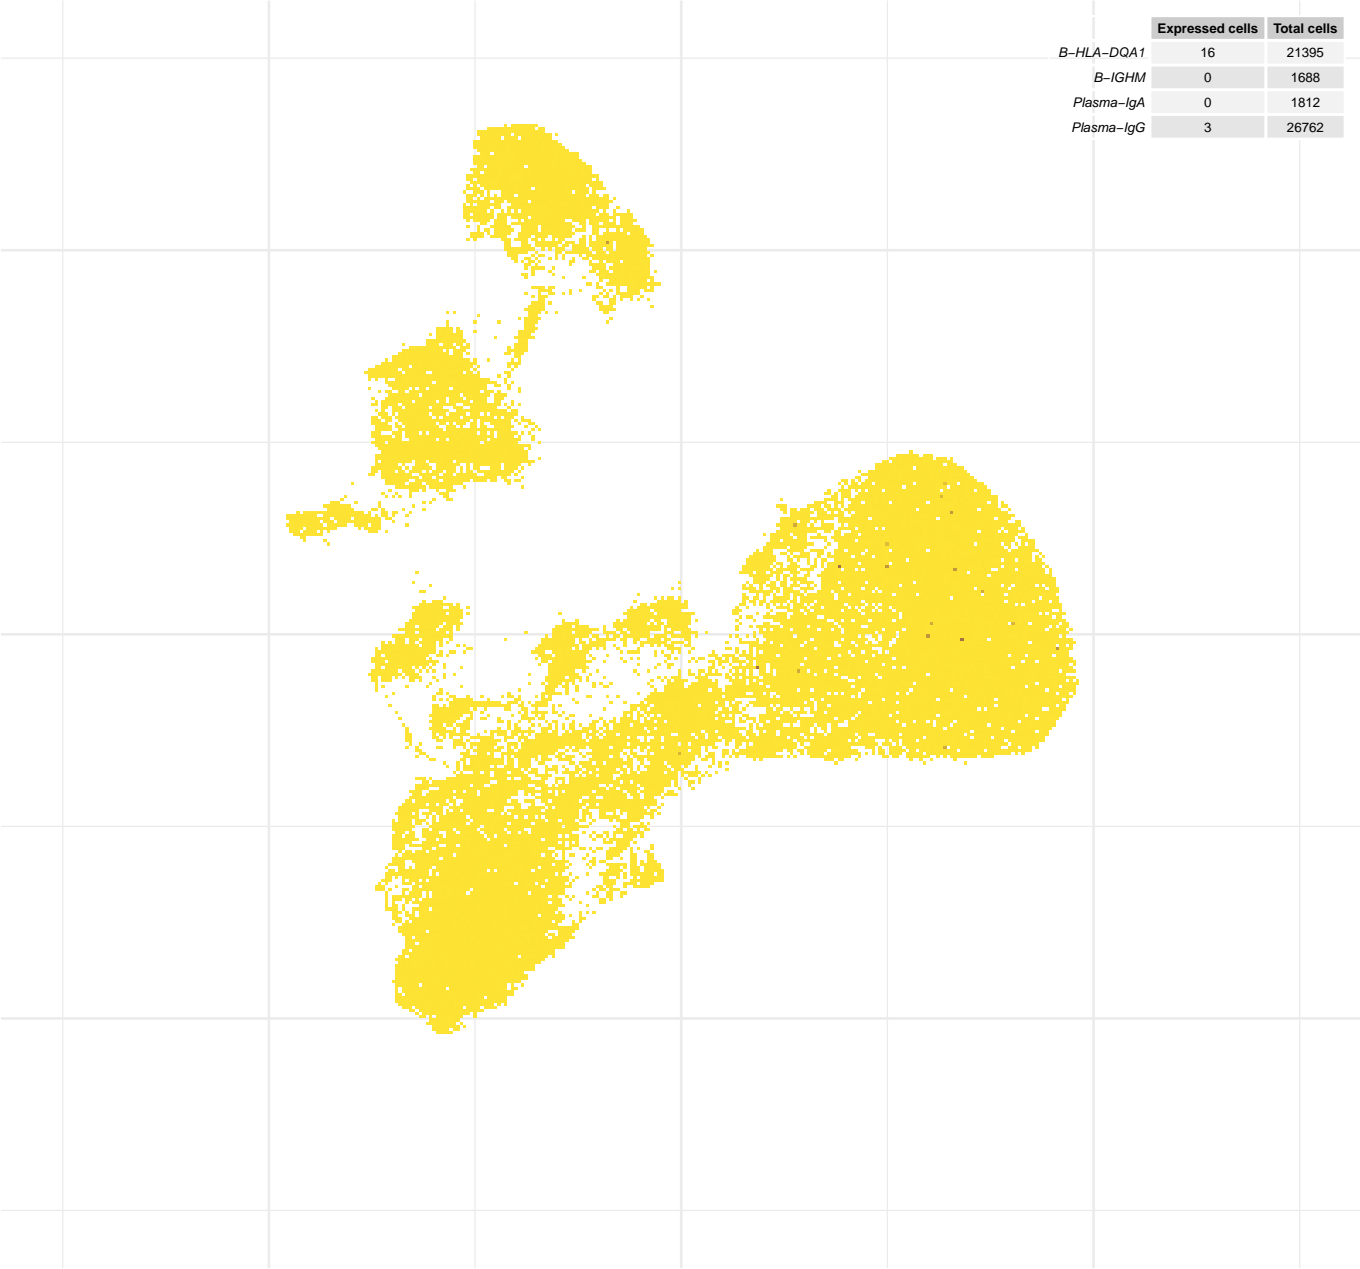 Expressed cells Total cells
B−HLA−DQA1 16 21395
B−IGHM 0 1688
Plasma−IgA 0 1812
Plasma−IgG 3 26762